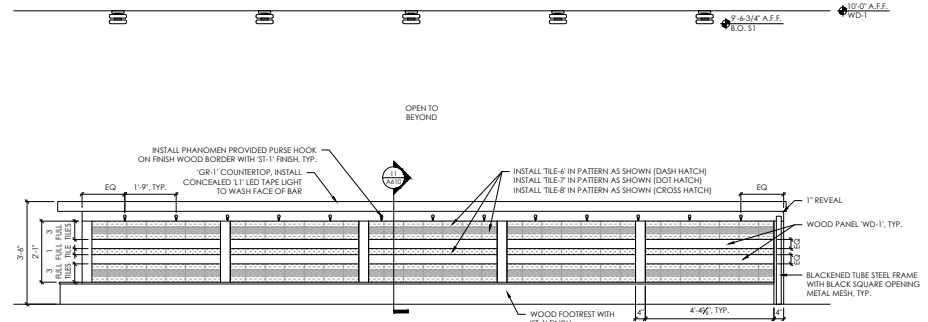 10'-0" A.F.F.
WD-1
9'-6-3/4" A.F.F.
B.O. S1
OPEN TO
BEYOND
INSTALL PHANOMEN PROVIDED PURSE HOOK
ON FINISH WOOD BORDER WITH 'ST-1' FINISH, TYP.
'GR-1' COUNTERTOP, INSTALL
CONCEALED 'L1' LED TAPE LIGHT
TO WASH FACE OF BAR
11
A610
INSTALL 'TILE-6' IN PATTERN AS SHOWN (DASH HATCH)
INSTALL 'TILE-7' IN PATTERN AS SHOWN (DOT HATCH)
INSTALL 'TILE-8' IN PATTERN AS SHOWN (CROSS HATCH)
EQ
1'-9", TYP.
EQ
1" REVEAL
WOOD PANEL 'WD-1', TYP.
3'-6"
2'-1"
3 FULL TILES
1 FULL TILE
3 FULL TILES
EQ
EQ
BLACKENED TUBE STEEL FRAME
WITH BLACK SQUARE OPENING
METAL MESH, TYP.
WOOD FOOTREST WITH
4"
TYP.
4"